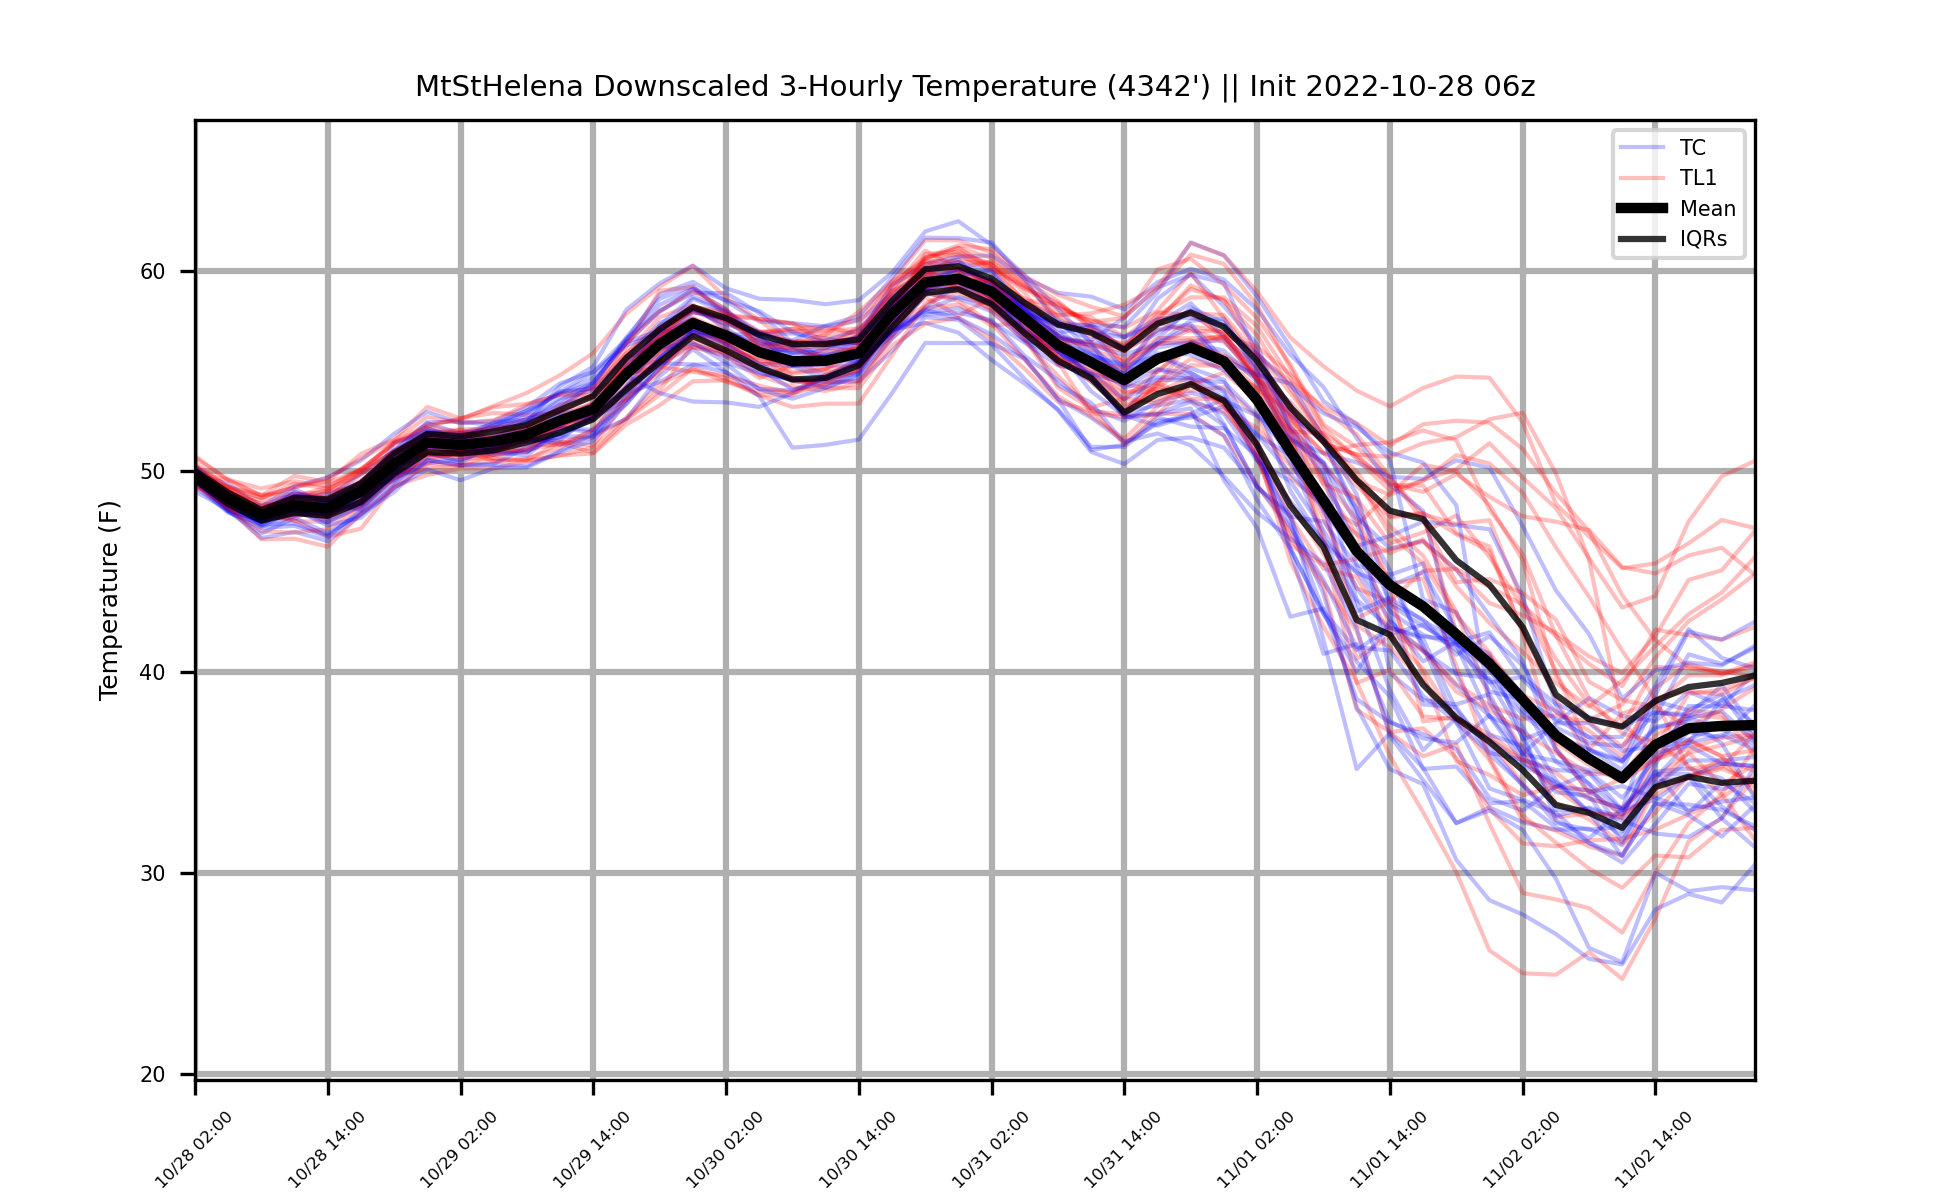 MtStHelena Downscaled 3-Hourly Temperature (4342') || Init 2022-10-28 06z
TC
TL1
Mean
IQRs
Temperature (F)
60
50
40
30
20
10/28 02:00
10/28 14:00
10/29 02:00
10/29 14:00
10/30 02:00
10/30 14:00
10/31 02:00
10/31 14:00
11/01 02:00
11/01 14:00
11/02 02:00
11/02 14:00